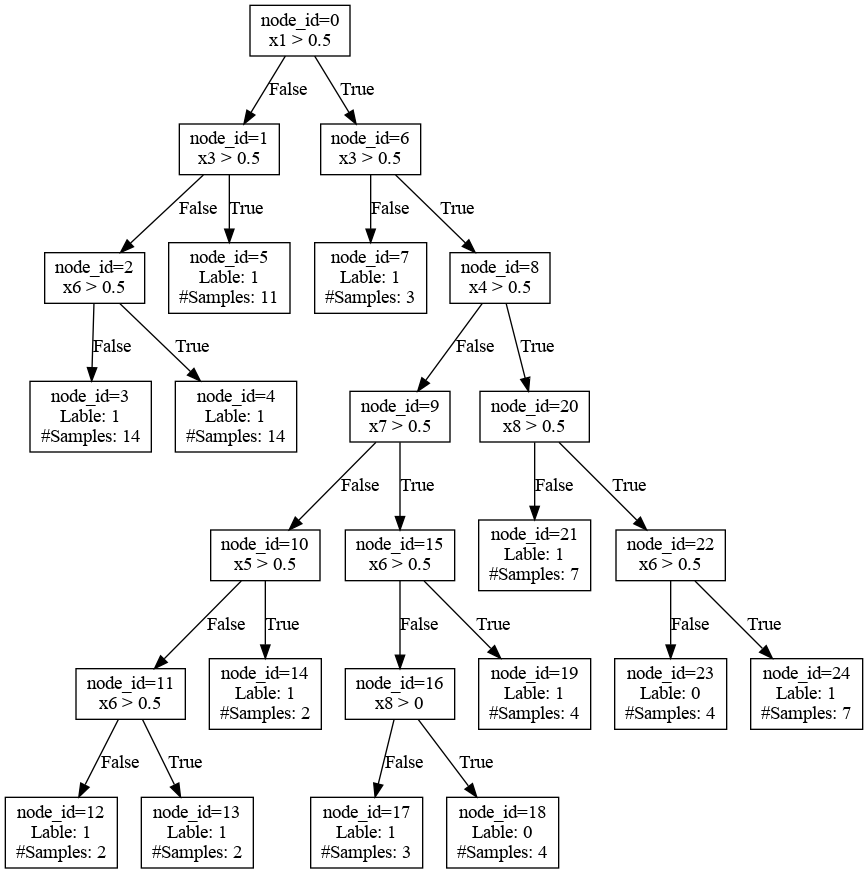 node_id=0
x1 > 0.5
False
True
node_id=1
x3 > 0.5
node_id=6
x3 > 0.5
False
True
False
True
node_id=2
x6 > 0.5
node_id=5
Lable: 1
#Samples: 11
node_id=7
Lable: 1
#Samples: 3
node_id=8
x4 > 0.5
False
True
False
True
node_id=3
Lable: 1
#Samples: 14
node_id=4
Lable: 1
#Samples: 14
node_id=9
x7 > 0.5
node_id=20
x8 > 0.5
False
True
False
True
node_id=10
x5 > 0.5
node_id=15
x6 > 0.5
node_id=21
Lable: 1
#Samples: 7
node_id=22
x6 > 0.5
False
True
False
True
False
True
node_id=11
x6 > 0.5
node_id=14
Lable: 1
#Samples: 2
node_id=16
x8 > 0
node_id=19
Lable: 1
#Samples: 4
node_id=23
Lable: 0
#Samples: 4
node_id=24
Lable: 1
#Samples: 7
False
True
False
True
node_id=12
Lable: 1
#Samples: 2
node_id=13
Lable: 1
#Samples: 2
node_id=17
Lable: 1
#Samples: 3
node_id=18
Lable: 0
#Samples: 4